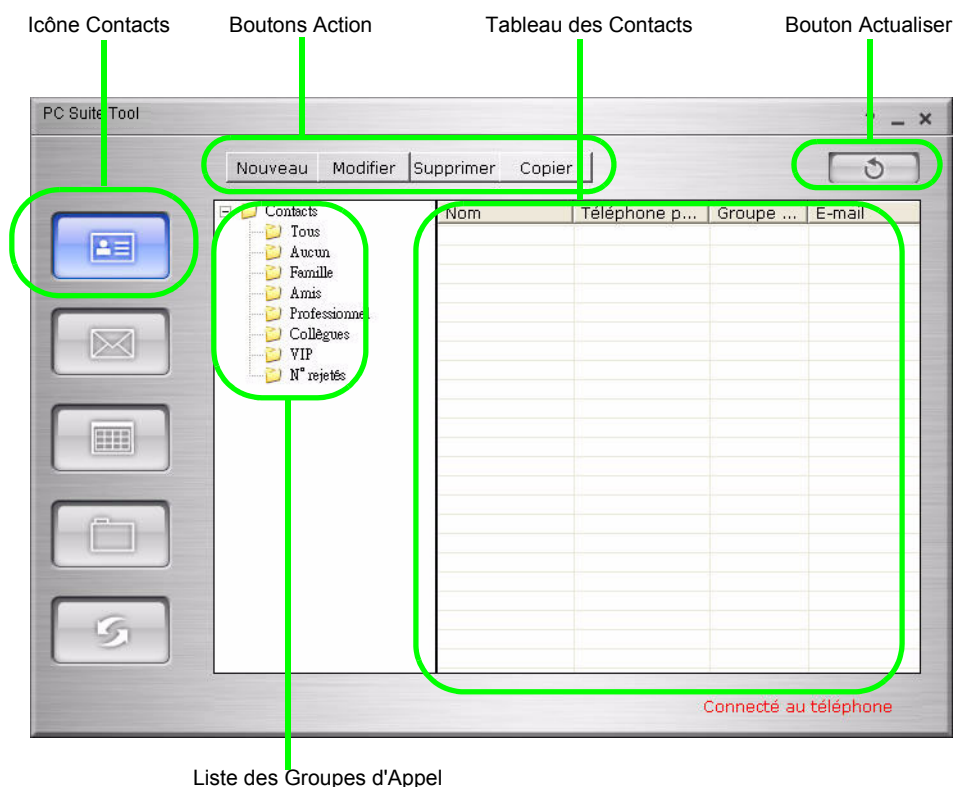 Icône Contacts Boutons Action Tableau des Contacts Bouton Actualiser
PC Suite Tool
Nouveau Modifier Supprimer Copier
Contacts
Tous
Aucun
Famille
Amis
Professionnel
Collègues
VIP
N° rejetés
Nom Téléphone p... Groupe ... E-mail
Connecté au téléphone
Liste des Groupes d'Appel